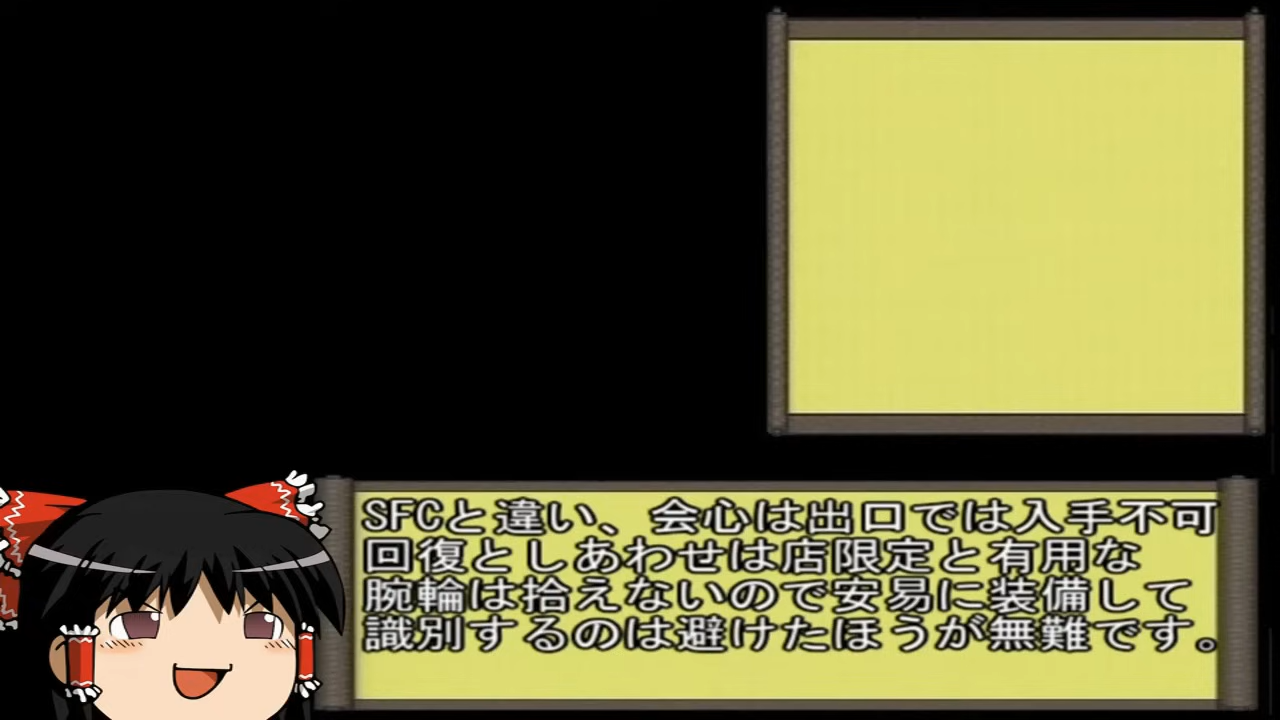 SFCと違い、会心は出口では入手不可
回復としあわせは店限定と有用な
腕輪は拾えないので安易に装備して
識別するのは避けたほうが無難です。